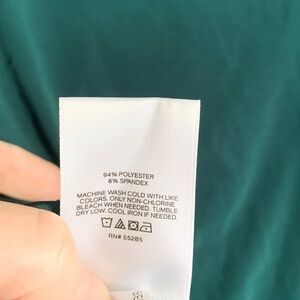 94% POLYESTER
6% SPANDEX
MACHINE WASH COLD WITH LIKE
COLORS. ONLY NON-CHLORINE
BLEACH WHEN NEEDED. TUMBLE
DRY LOW. COOL IRON IF NEEDED.
RN# 55285